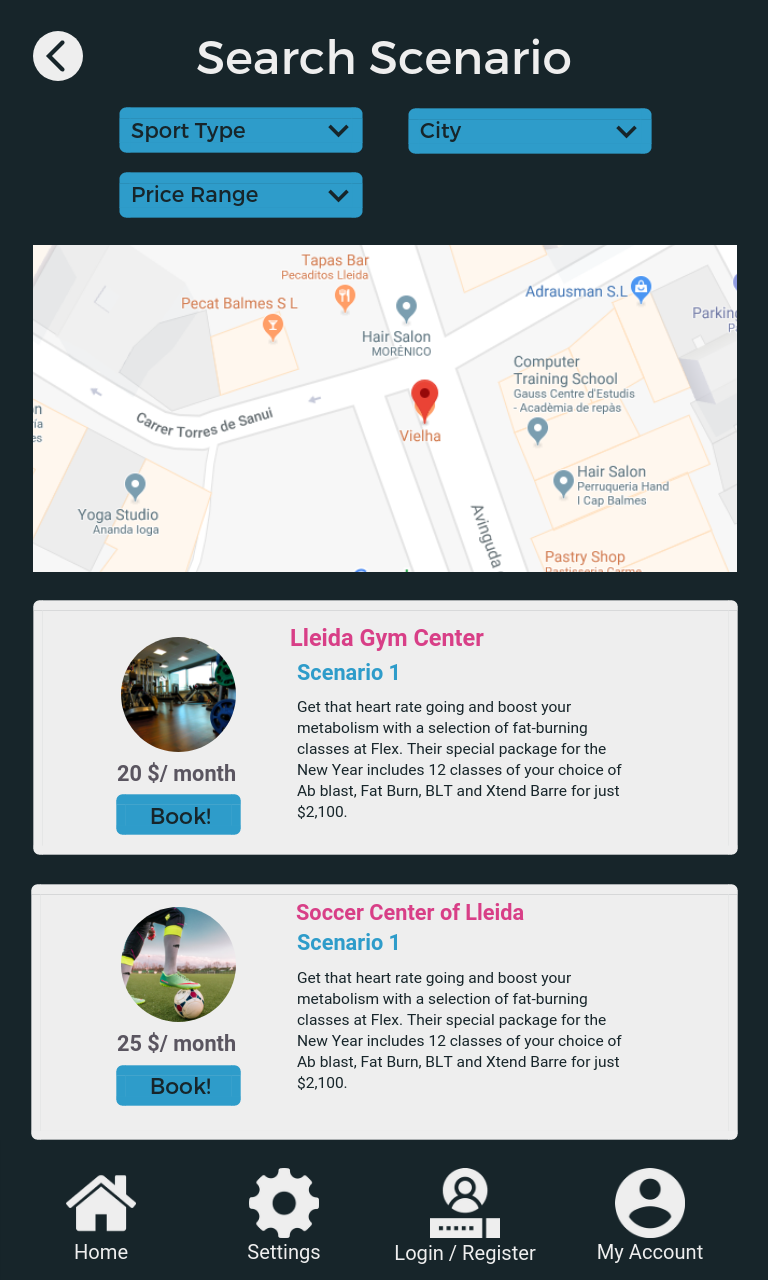 Search Scenario
Sport Type
City
Price Range
Tapas Bar
Pecaditos Lleida
Pecat Balmes S L
Adrausman S.L
Hair Salon
MORÈNICO
Computer
Training School
Gauss Centre d'Estudis
- Acadèmia de repàs
Carrer Torres de Sanui
Vielha
Hair Salon
Perruqueria Hand
I Cap Balmes
Yoga Studio
Ananda Ioga
Avinguda
Pastry Shop
Lleida Gym Center
Scenario 1
Get that heart rate going and boost your
metabolism with a selection of fat-burning
classes at Flex. Their special package for the
New Year includes 12 classes of your choice of
Ab blast, Fat Burn, BLT and Xtend Barre for just
$2,100.
20 $/ month
Book!
Soccer Center of Lleida
Scenario 1
Get that heart rate going and boost your
metabolism with a selection of fat-burning
classes at Flex. Their special package for the
New Year includes 12 classes of your choice of
Ab blast, Fat Burn, BLT and Xtend Barre for just
$2,100.
25 $/ month
Book!
Home
Settings
Login / Register
My Account